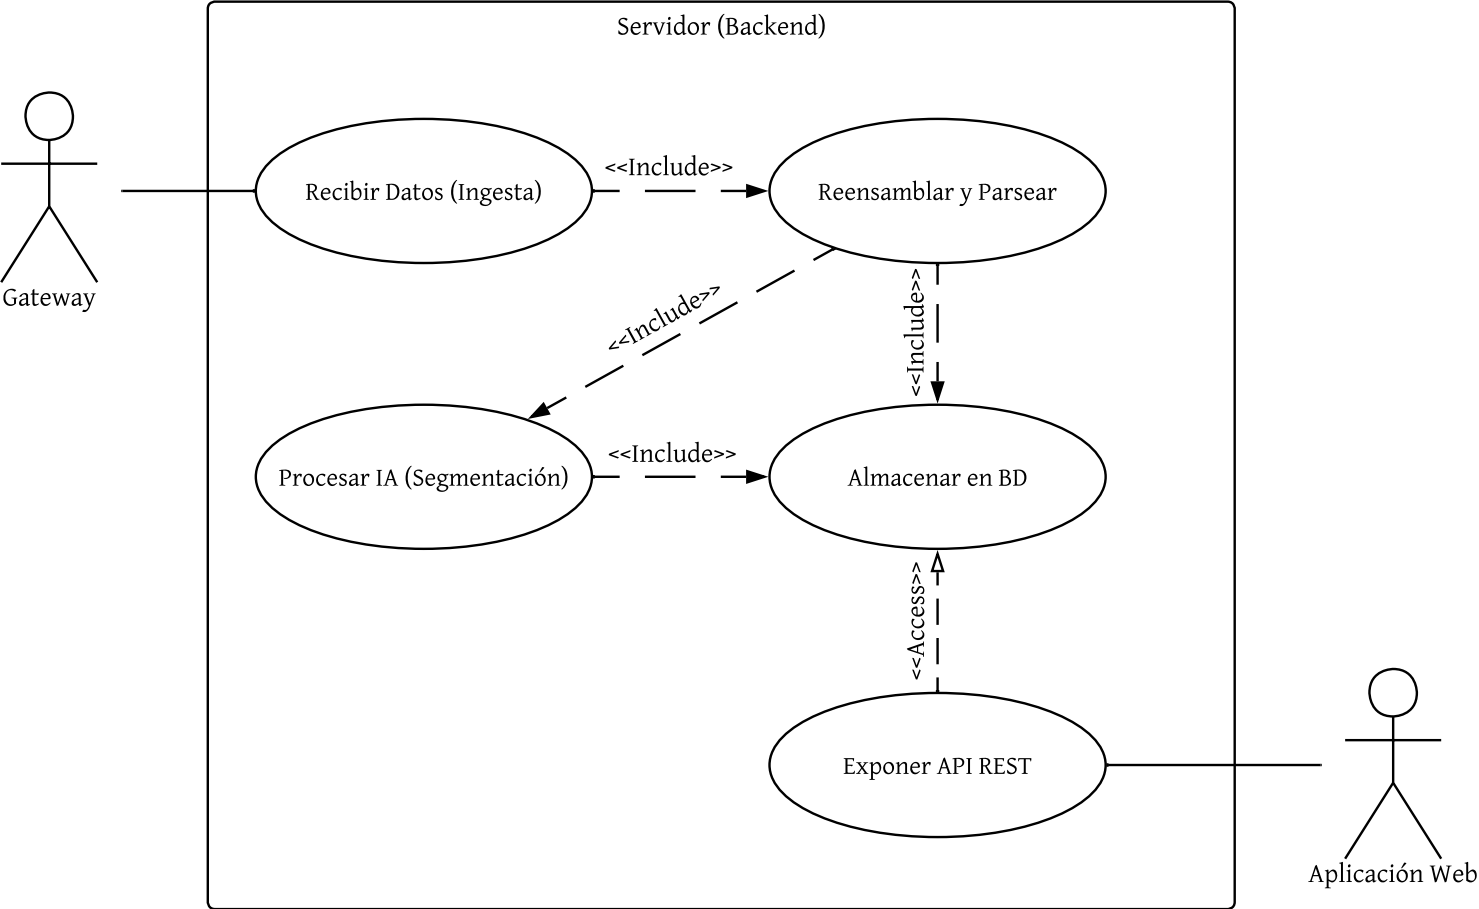 Servidor (Backend)
Recibir Datos (Ingesta)
<<Include>>
Reensamblar y Parsear
Gateway
<<Include>>
<<Include>>
Procesar IA (Segmentación)
<<Include>>
Almacenar en BD
<<Access>>
Exponer API REST
Aplicación Web